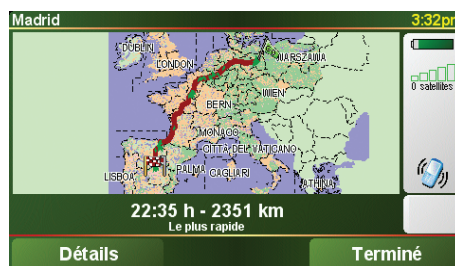 Madrid 3:32pm
DUBLIN
LONDON
WARSZAWA
WIEN
BERN
MONACO
CITTA DEL VATICANO
LISBOA
PALMA
CAGLIARI
ATHINA
0 satellites
22:35 h - 2351 km
Le plus rapide
Détails
Terminé